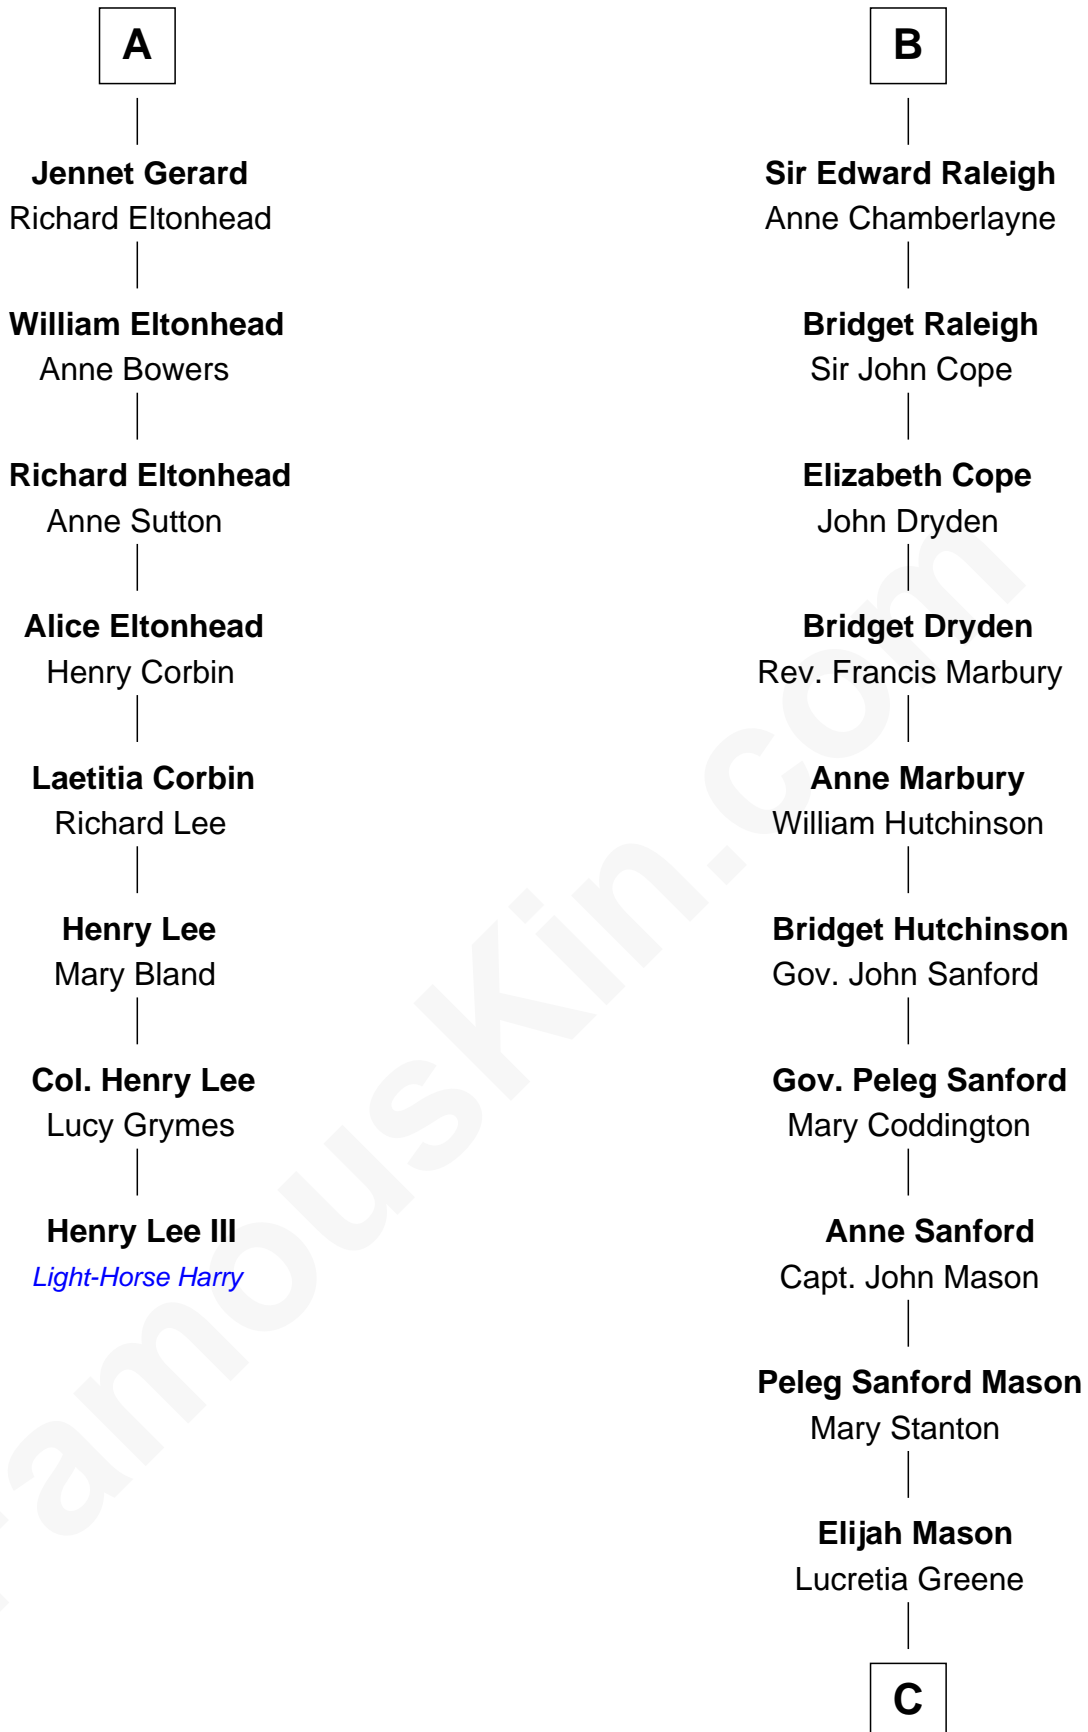 A
Jennet Gerard
Richard Eltonhead
William Eltonhead
Anne Bowers
Richard Eltonhead
Anne Sutton
Alice Eltonhead
Henry Corbin
Laetitia Corbin
Richard Lee
Henry Lee
Mary Bland
Col. Henry Lee
Lucy Grymes
Henry Lee III
Light-Horse Harry
B
Sir Edward Raleigh
Anne Chamberlayne
Bridget Raleigh
Sir John Cope
Elizabeth Cope
John Dryden
Bridget Dryden
Rev. Francis Marbury
Anne Marbury
William Hutchinson
Bridget Hutchinson
Gov. John Sanford
Gov. Peleg Sanford
Mary Coddington
Anne Sanford
Capt. John Mason
Peleg Sanford Mason
Mary Stanton
Elijah Mason
Lucretia Greene
C
FamousKin.com